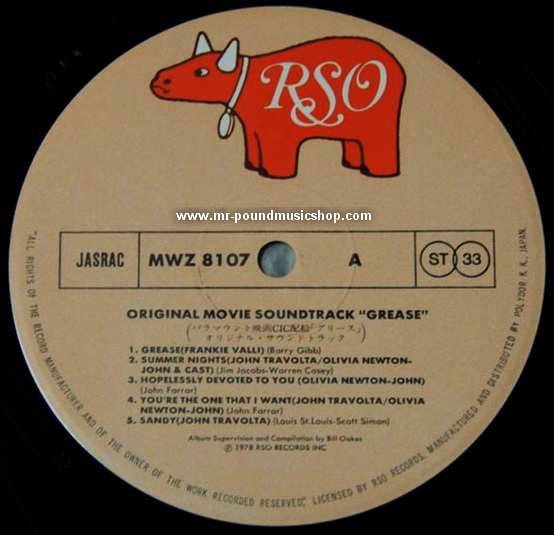 RSO
www.mr-poundmusicshop.com
JASRAC
MWZ 8107
A
ST 33
ORIGINAL MOVIE SOUNDTRACK "GREASE"
(パラマウント映画CIC配給「グリース」
オリジナル・サウンドトラック)
1. GREASE(FRANKIE VALLI) (Barry Gibb)
2. SUMMER NIGHTS(JOHN TRAVOLTA/OLIVIA NEWTON-
JOHN & CAST) (Jim Jacobs-Warren Casey)
3. HOPELESSLY DEVOTED TO YOU (OLIVIA NEWTON-JOHN)
(John Farrar)
4. YOU'RE THE ONE THAT I WANT(JOHN TRAVOLTA/OLIVIA
NEWTON-JOHN) (John Farrar)
5. SANDY(JOHN TRAVOLTA) (Louis St.Louis-Scott Simon)
Album Supervision and Compilation by Bill Oakes
Ⓟ 1978 RSO RECORDS INC
"ALL RIGHTS OF THE RECORD MANUFACTURER AND OF THE OWNER OF THE WORK RECORDED RESERVED", LICENSED BY RSO RECORDS, MANUFACTURED AND DISTRIBUTED BY POLYDOR K. K., JAPAN.